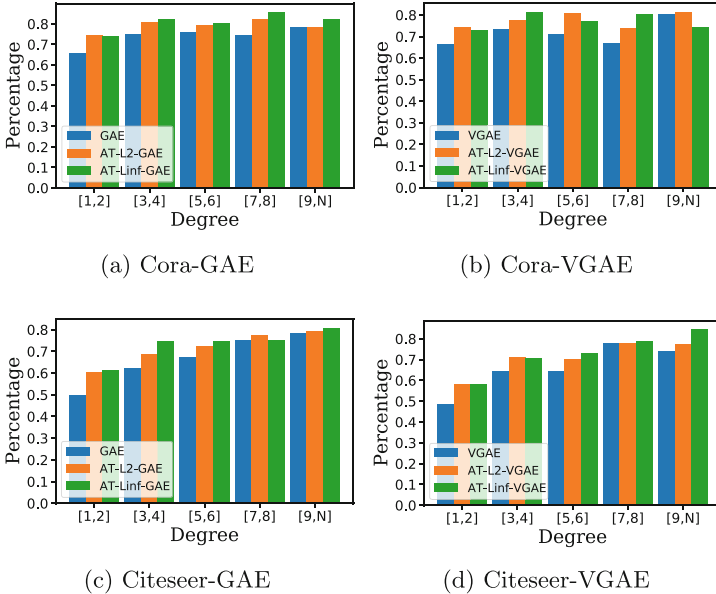 Percentage
0.8
0.7
0.6
0.5
0.4
0.3
0.2
0.1
0.0
GAE
AT-L2-GAE
AT-Linf-GAE
[1,2] [3,4] [5,6] [7,8] [9,N]
Degree
(a) Cora-GAE
Percentage
0.8
0.7
0.6
0.5
0.4
0.3
0.2
0.1
0.0
VGAE
AT-L2-VGAE
AT-Linf-VGAE
[1,2] [3,4] [5,6] [7,8] [9,N]
Degree
(b) Cora-VGAE
Percentage
0.8
0.7
0.6
0.5
0.4
0.3
0.2
0.1
0.0
GAE
AT-L2-GAE
AT-Linf-GAE
[1,2] [3,4] [5,6] [7,8] [9,N]
Degree
(c) Citeseer-GAE
Percentage
0.8
0.7
0.6
0.5
0.4
0.3
0.2
0.1
0.0
VGAE
AT-L2-VGAE
AT-Linf-VGAE
[1,2] [3,4] [5,6] [7,8] [9,N]
Degree
(d) Citeseer-VGAE